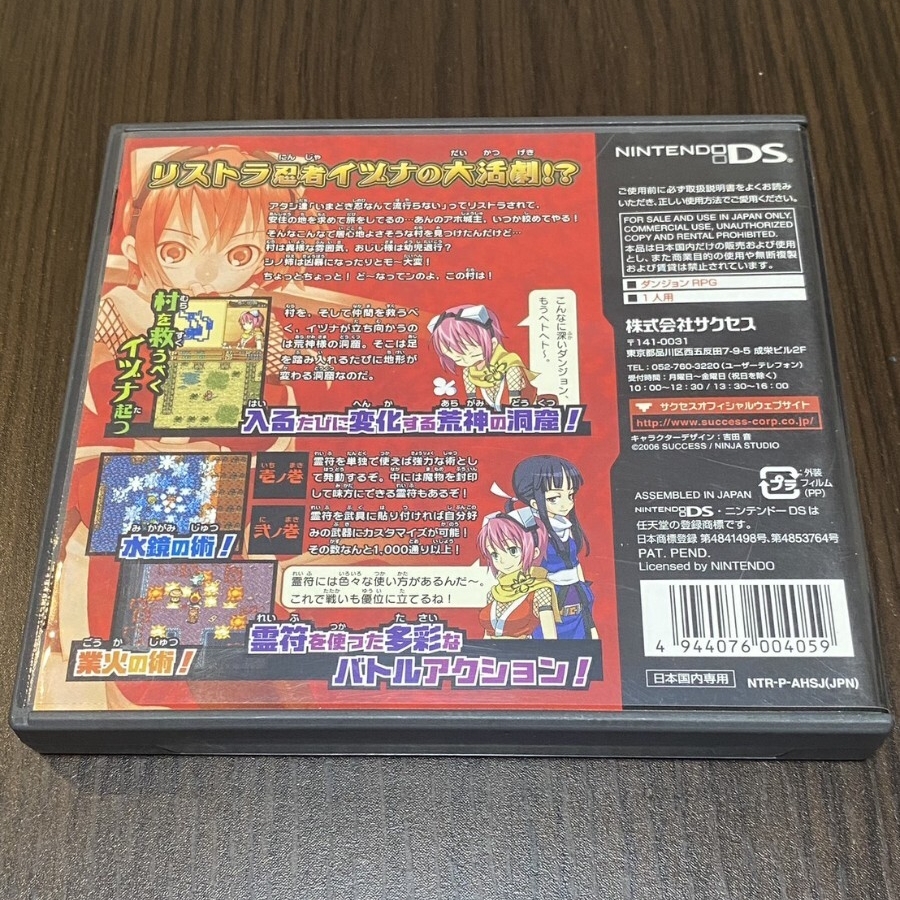 リストラ忍者イヅナの大活劇!?
アタシ達「いまどき忍なんて流行らない」ってリストラされて、
安住の地を求めて旅をしてるの…あんのアホ城主、いつか絞めてやる!
そんなこんなで居心地よさそうな村を見つけたんだけど…
村は異様な雰囲気、おじじ様は幼児退行?
シノ姉は凶暴になったりとモー大変!
ちょっとちょっと! ど〜なってンのよ、この村は!
村を救うべく
イヅナ起つ
村を、そして仲間を救うべ
く、イヅナが立ち向かうの
は荒神様の洞窟。そこは足
を踏み入れるたびに地形が
変わる洞窟なのだ。
こんなに深いダンジョン、
もうヘトヘト〜。
入るたびに変化する荒神の洞窟!
水鏡の術!
壱ノ巻
霊符を単独で使えば強力な術とし
て発動するぞ。中には魔物を封印
して味方にできる霊符もあるぞ!
弐ノ巻
霊符を武具に貼り付ければ自分好
みの武器にカスタマイズが可能!
その数なんと1,000通り以上!
霊符には色々な使い方があるんだ〜。
これで戦いも優位に立てるね!
業火の術!
霊符を使った多彩な
バトルアクション!
NINTENDO DS™
ご使用前に必ず取扱説明書をよくお読み
いただき、正しい使用方法でご愛用ください。
FOR SALE AND USE IN JAPAN ONLY.
COMMERCIAL USE, UNAUTHORIZED
COPY AND RENTAL PROHIBITED.
本品は日本国内だけの販売および使用
とし、また商業目的の使用や無断複製
および賃貸は禁止されています。
ダンジョンRPG
1人用
株式会社サクセス
〒141-0031
東京都品川区西五反田7-9-5 成栄ビル2F
TEL: 052-760-3220 (ユーザーテレフォン)
受付時間:月曜日〜金曜日(祝日を除く)
10:00〜12:30 / 13:30〜16:00
サクセスオフィシャルウェブサイト
http://www.success-corp.co.jp/
キャラクターデザイン:吉田 音
©2006 SUCCESS / NINJA STUDIO
ASSEMBLED IN JAPAN
プラ
外装
フィルム
(PP)
NINTENDO DS・ニンテンドーDSは
任天堂の登録商標です。
日本商標登録 第4841498号,第4853764号
PAT. PEND.
Licensed by NINTENDO
4 944076 004059
日本国内専用
NTR-P-AHSJ(JPN)